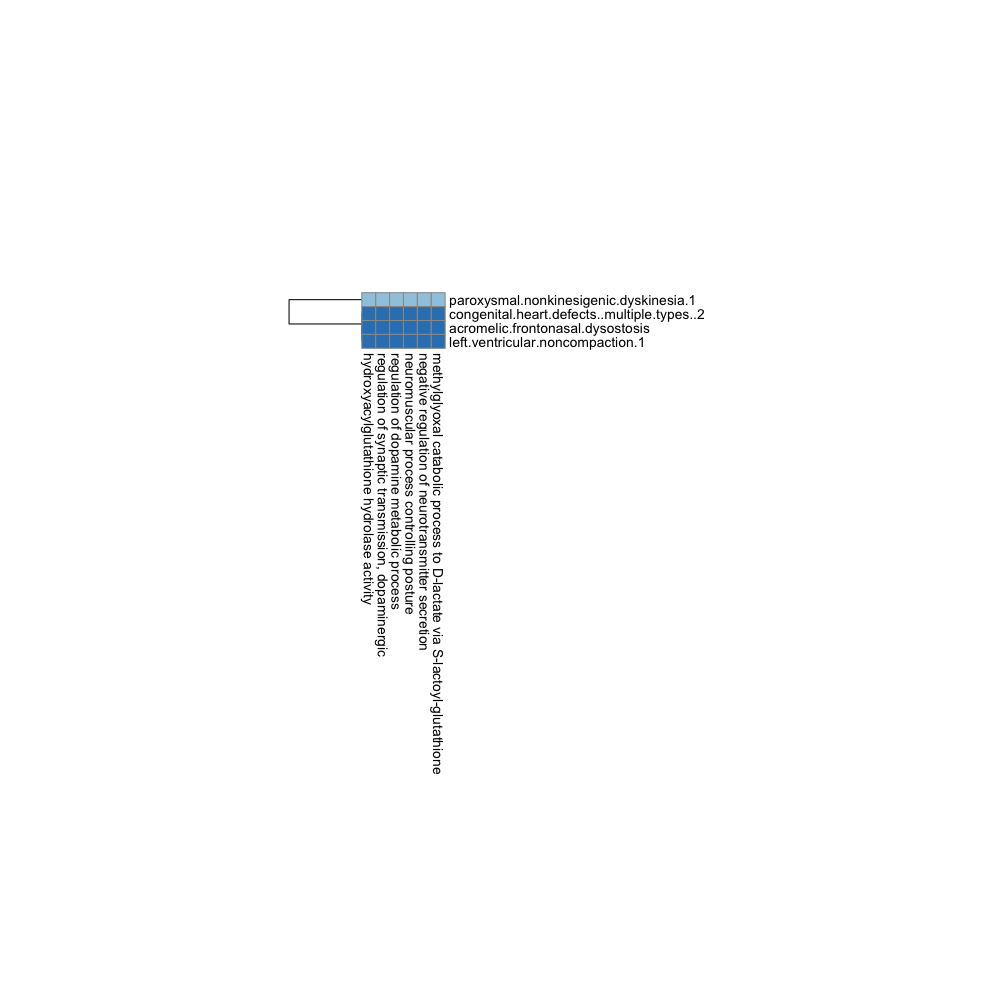 paroxysmal.nonkinesigenic.dyskinesia.1
congenital.heart.defects..multiple.types..2
acromelic.frontonasal.dysostosis
left.ventricular.noncompaction.1
hydroxyacylglutathione hydrolase activity
regulation of synaptic transmission, dopaminergic
regulation of dopamine metabolic process
neuromuscular process controlling posture
negative regulation of neurotransmitter secretion
methylglyoxal catabolic process to D-lactate via S-lactoyl-glutathione